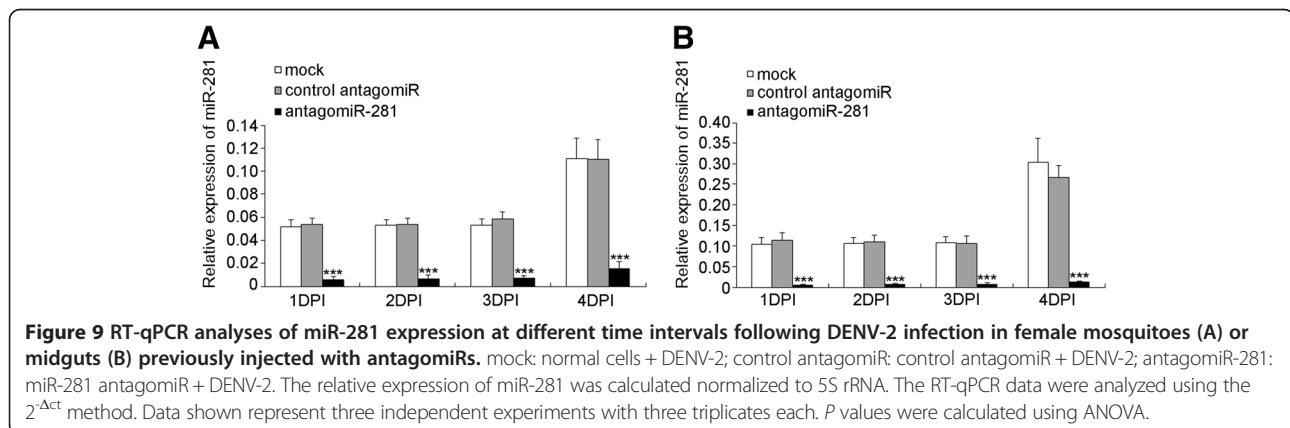 A
mock
control antagomiR
antagomiR-281
Relative expression of miR-281
0.14
0.12
0.10
0.08
0.06
0.04
0.02
0
***
***
***
***
1DPI 2DPI 3DPI 4DPI
B
mock
control antagomiR
antagomiR-281
Relative expression of miR-281
0.40
0.35
0.30
0.25
0.20
0.15
0.10
0.05
0
***
***
***
***
1DPI 2DPI 3DPI 4DPI
Figure 9 RT-qPCR analyses of miR-281 expression at different time intervals following DENV-2 infection in female mosquitoes (A) or
midguts (B) previously injected with antagomiRs. mock: normal cells + DENV-2; control antagomiR: control antagomiR + DENV-2; antagomiR-281:
miR-281 antagomiR + DENV-2. The relative expression of miR-281 was calculated normalized to 5S rRNA. The RT-qPCR data were analyzed using the
2-Δct method. Data shown represent three independent experiments with three triplicates each. P values were calculated using ANOVA.